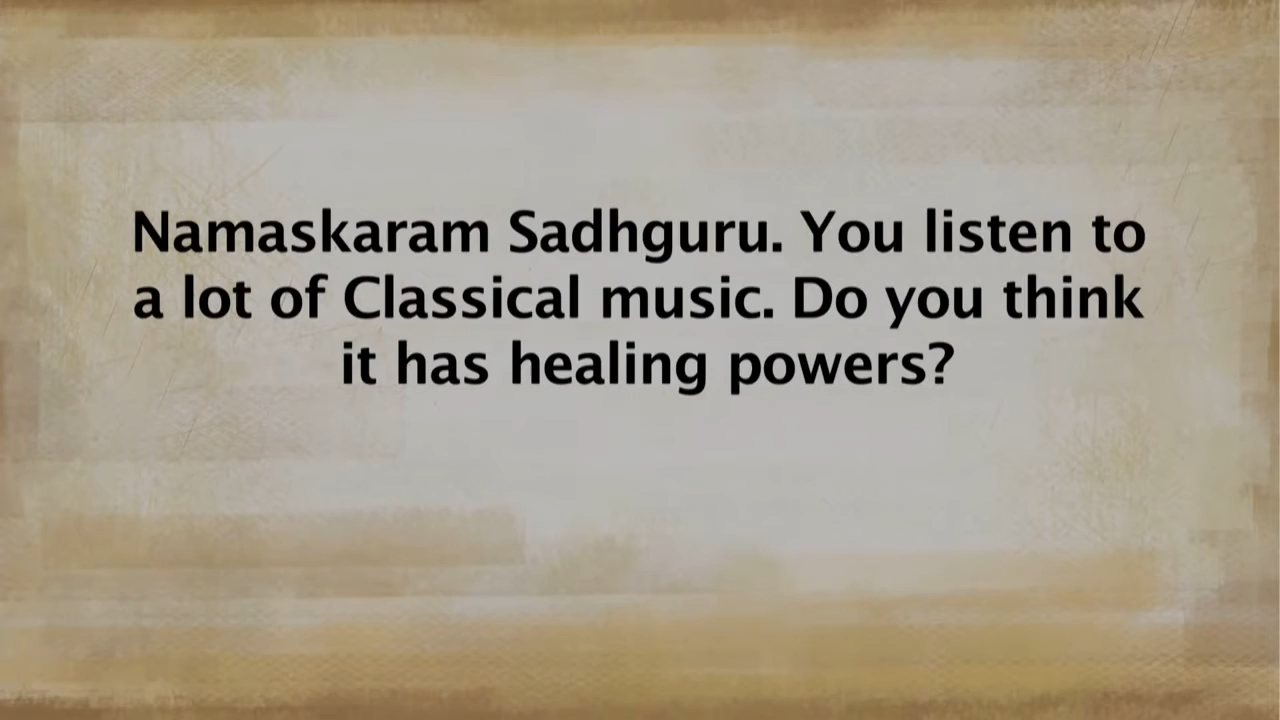 Namaskaram Sadhguru. You listen to
a lot of Classical music. Do you think
it has healing powers?